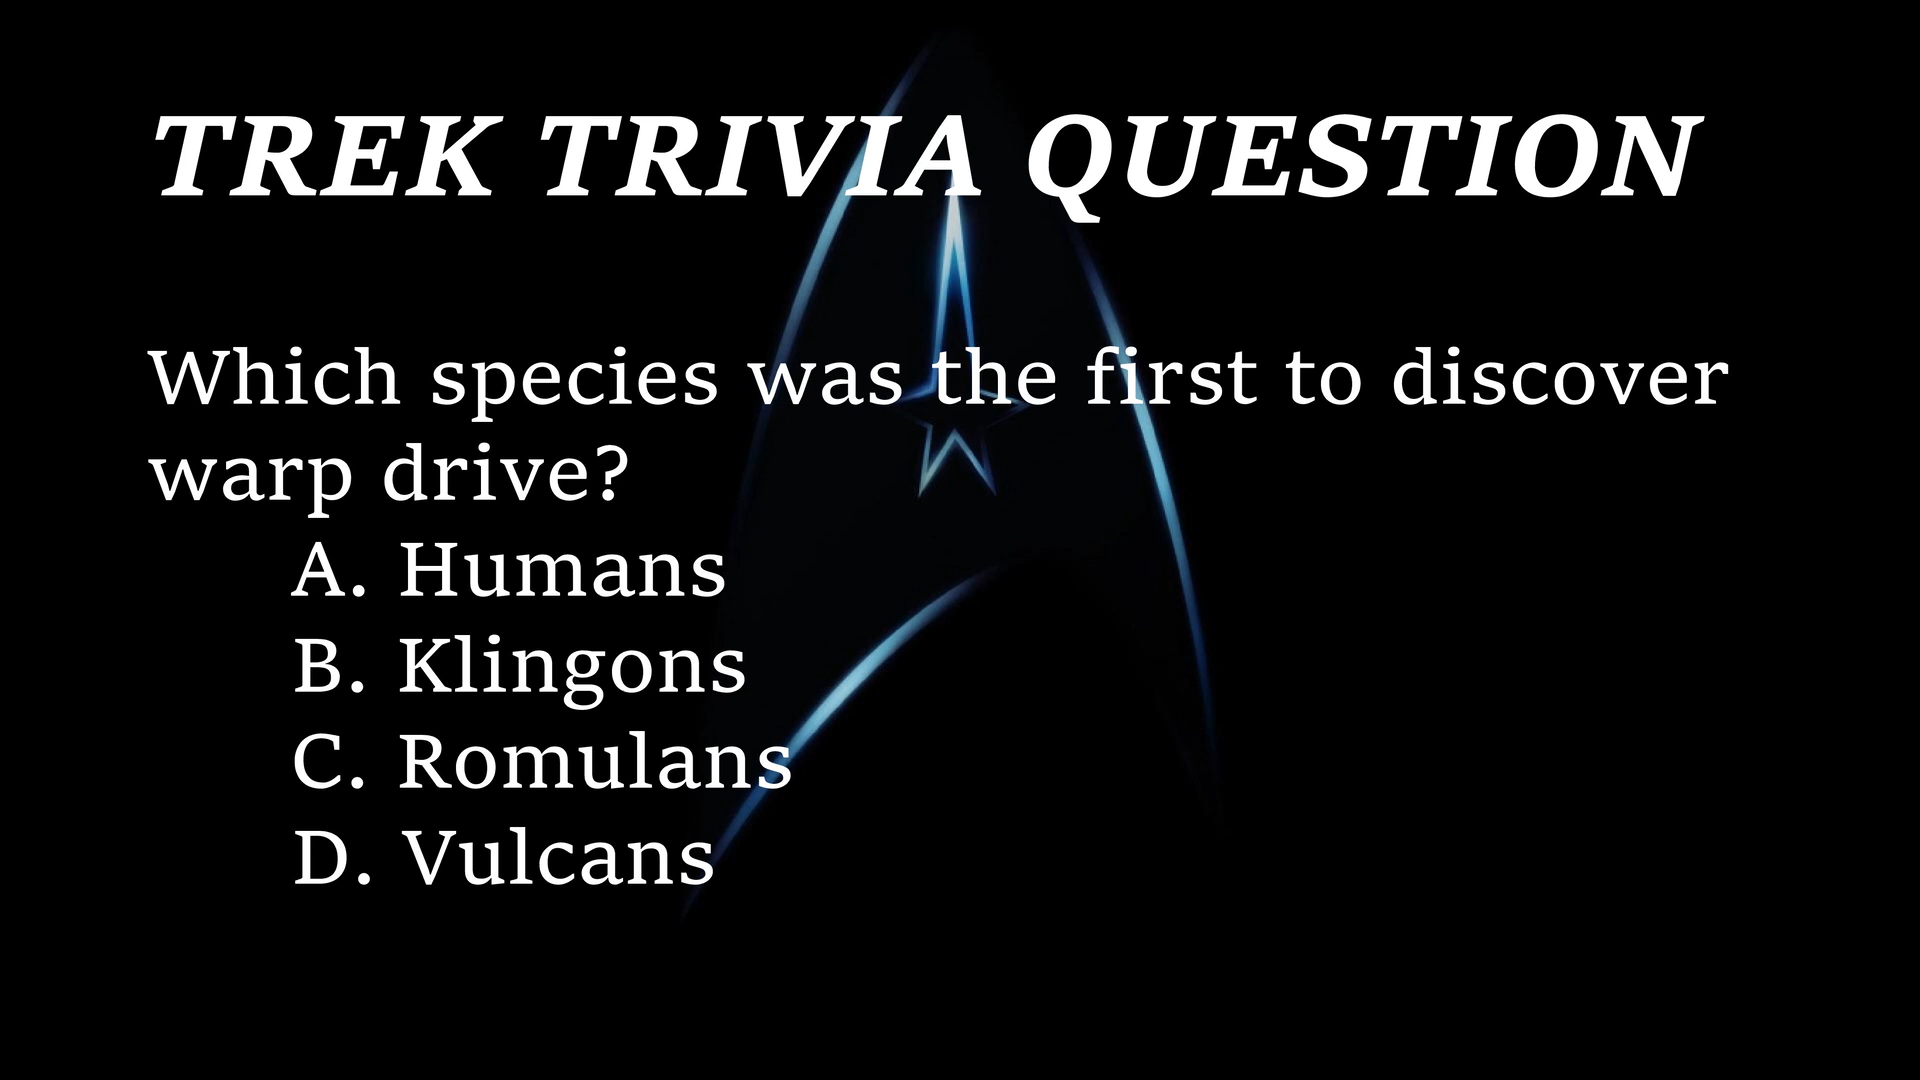 TREK TRIVIA QUESTION
Which species was the first to discover
warp drive?
A. Humans
B. Klingons
C. Romulans
D. Vulcans